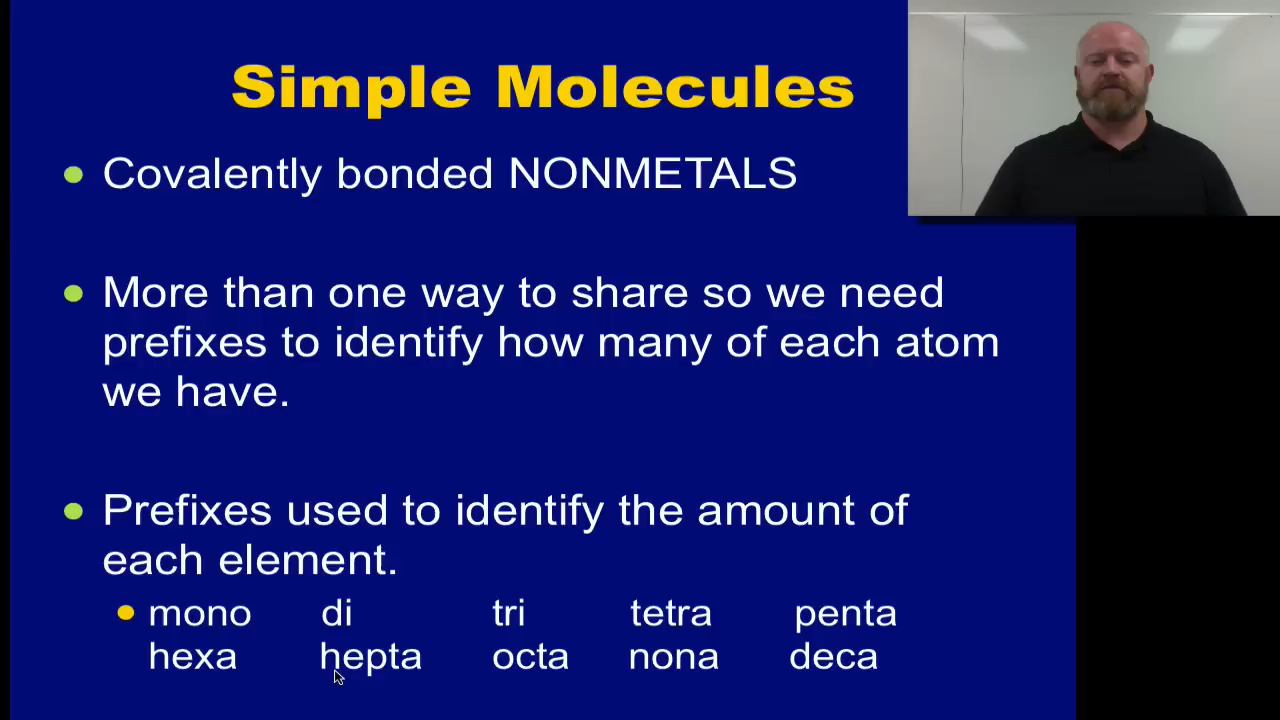 Simple Molecules
Covalently bonded NONMETALS
More than one way to share so we need
prefixes to identify how many of each atom
we have.
Prefixes used to identify the amount of
each element.
mono di tri tetra penta
hexa hepta octa nona deca